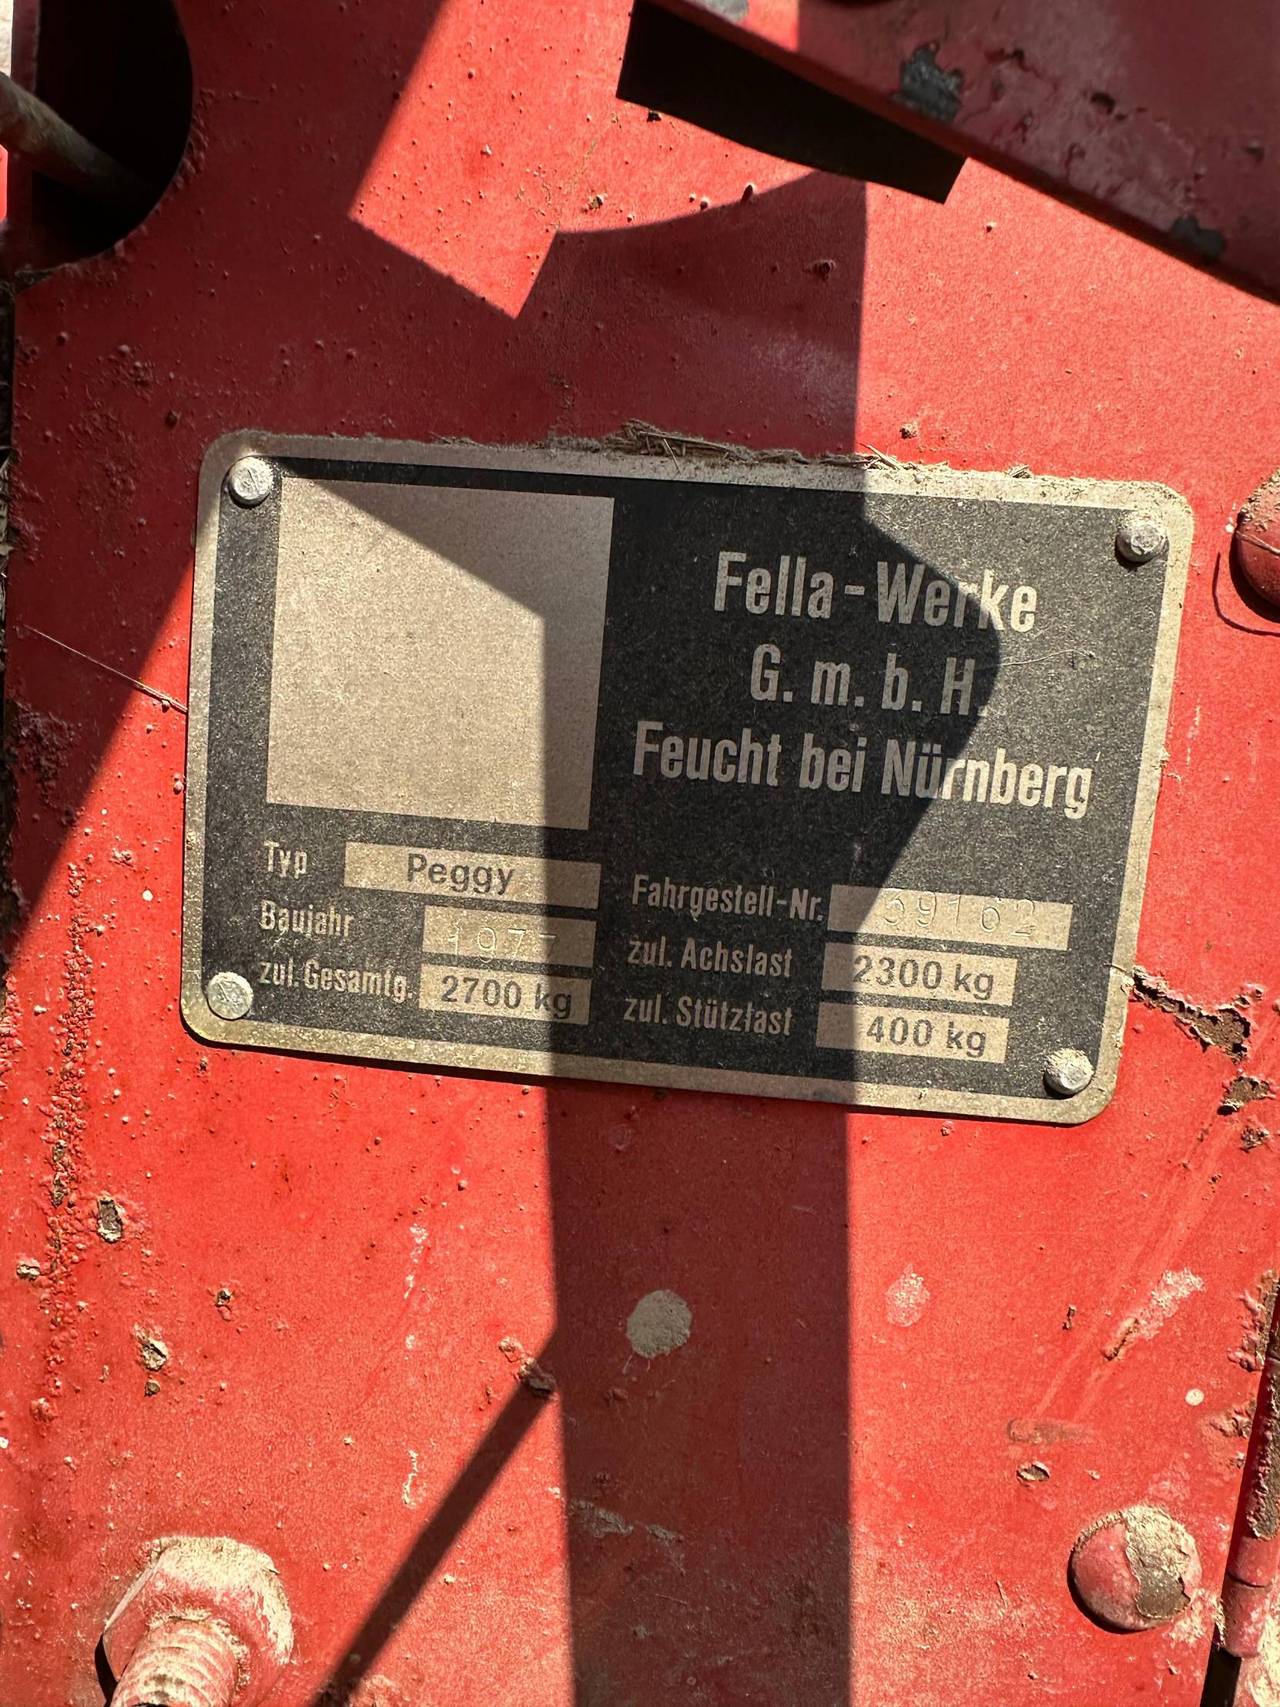 Fella-Werke
G. m. b. H.
Feucht bei Nürnberg
Typ Peggy
Baujahr 1977
zul. Gesamtg. 2700 kg
Fahrgestell-Nr. 59162
zul. Achslast 2300 kg
zul. Stützlast 400 kg